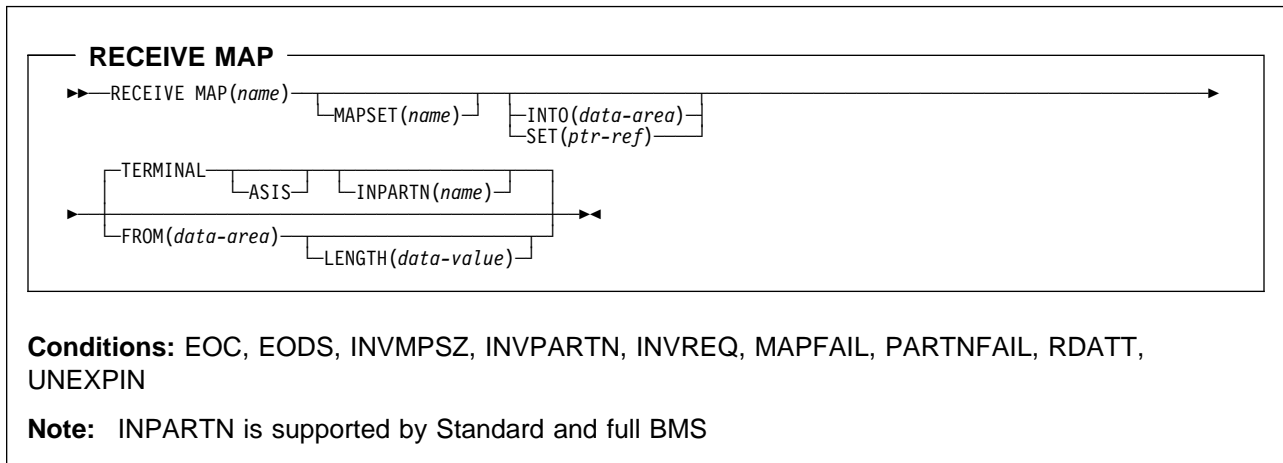 RECEIVE MAP
RECEIVE MAP(name)
MAPSET(name)
INTO(data-area)
SET(ptr-ref)
TERMINAL
ASIS
INPARTN(name)
FROM(data-area)
LENGTH(data-value)
Conditions: EOC, EODS, INVMPSZ, INVPARTN, INVREQ, MAPFAIL, PARTNFAIL, RDATT,
UNEXPIN
Note: INPARTN is supported by Standard and full BMS